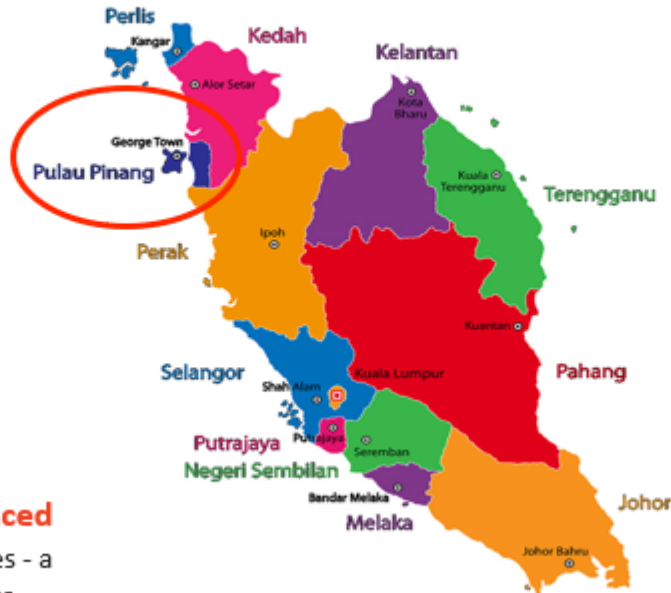 Perlis
Kangar
Kedah
Alor Setar
Kelantan
Kota
Bharu
George Town
Pulau Pinang
Kuala
Terengganu
Terengganu
Ipoh
Perak
Kuantan
Selangor
Kuala Lumpur
Pahang
Shah Alam
Putrajaya
Putrajaya
Seremban
Negeri Sembilan
Bandar Melaka
Melaka
Johor
Johor Bahru
ced
es - a